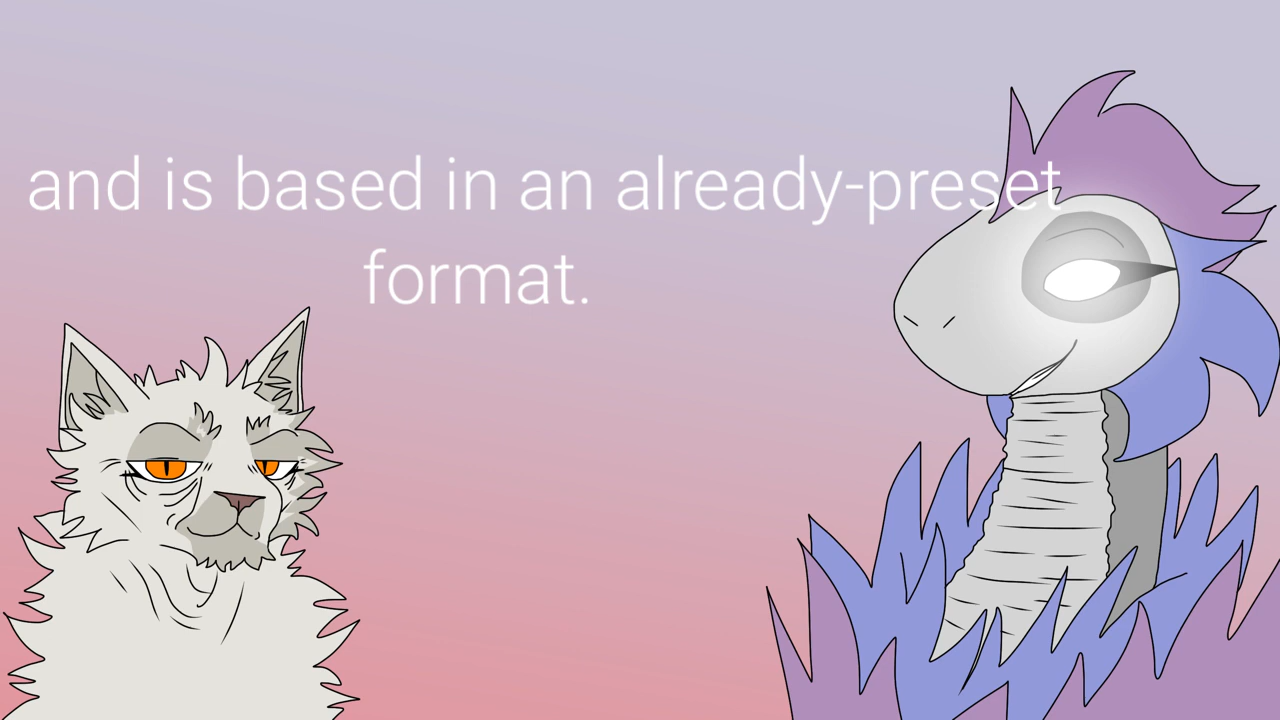 and is based in an already-preset
format.